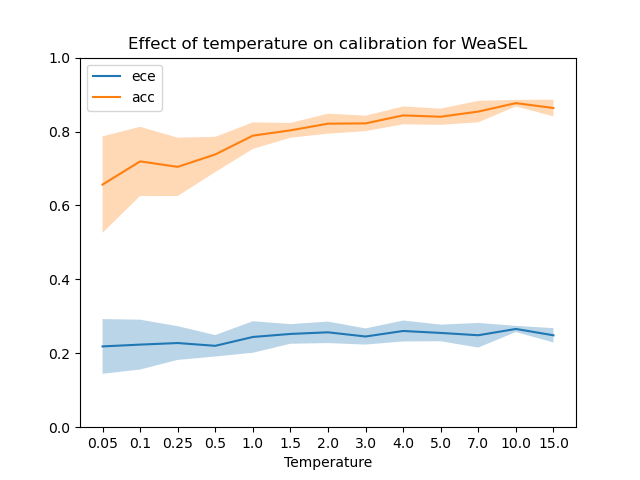 Effect of temperature on calibration for WeaSEL
ece
acc
1.0
0.8
0.6
0.4
0.2
0.0
0.05 0.1 0.25 0.5 1.0 1.5 2.0 3.0 4.0 5.0 7.0 10.0 15.0
Temperature